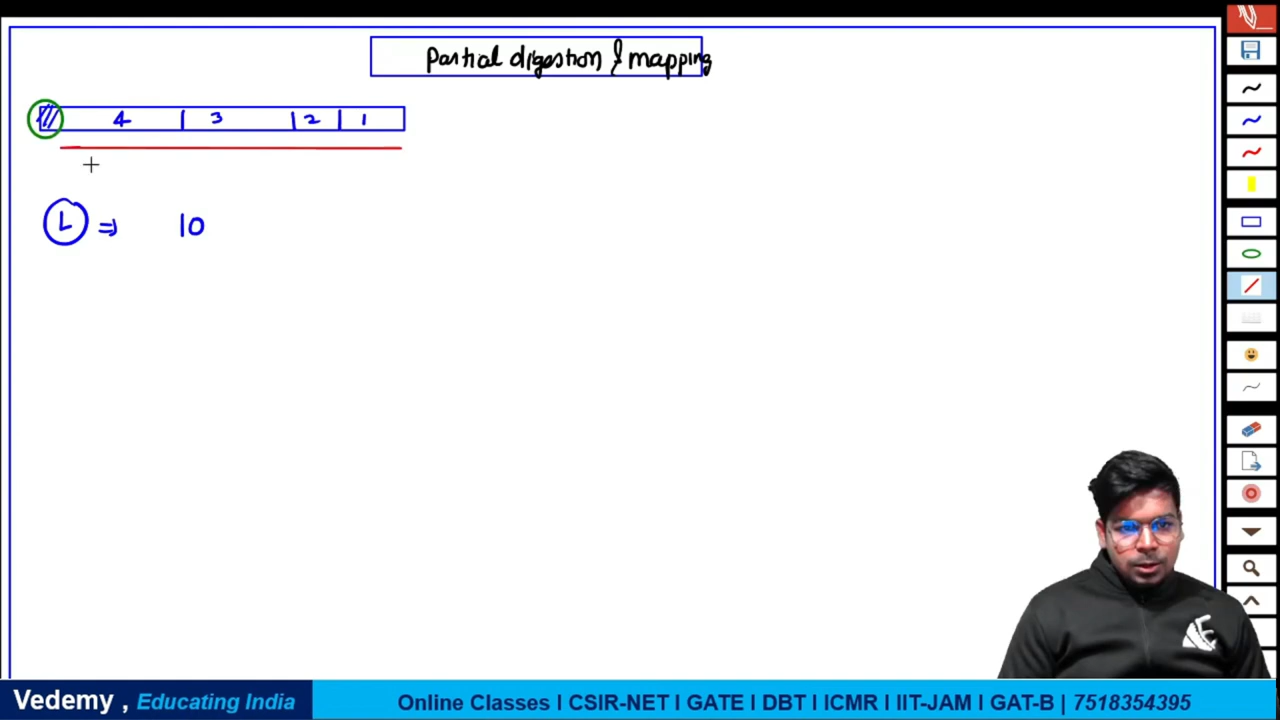 Partial digestion & mapping
4 3 2 1
L ⇒ 10
Vedemy , Educating India
Online Classes I CSIR-NET I GATE I DBT I ICMR I IIT-JAM I GAT-B | 7518354395